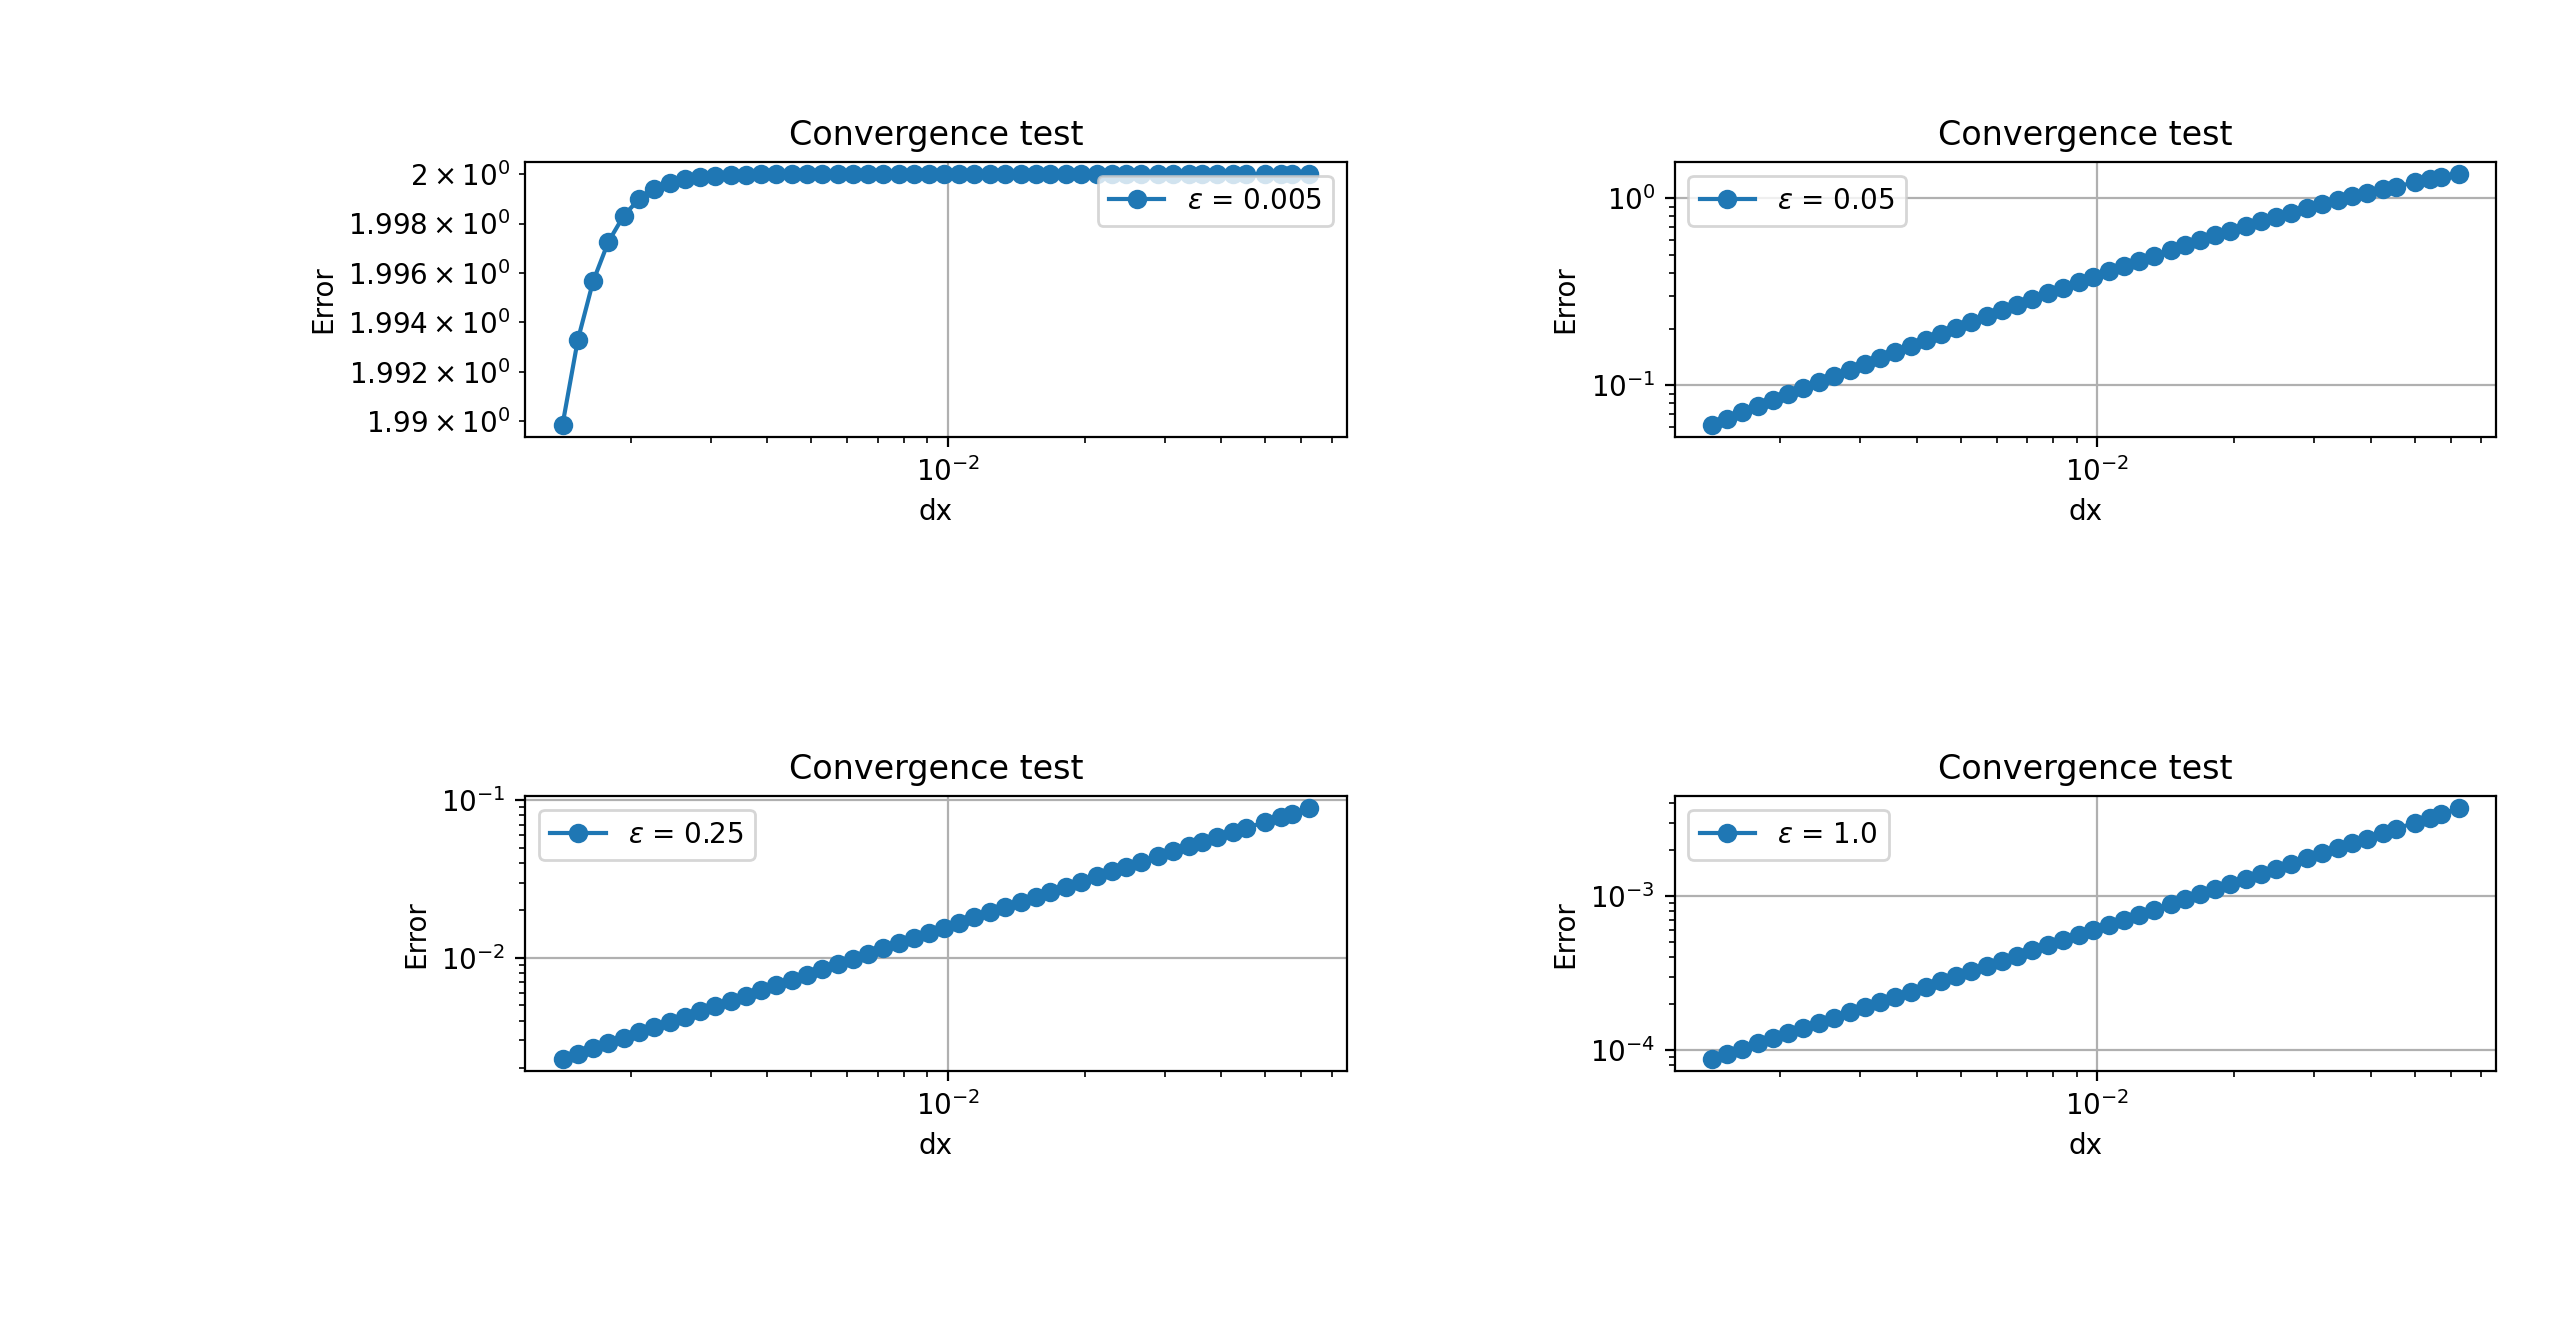 Convergence test
2 × 10⁰
1.998 × 10⁰
1.996 × 10⁰
1.994 × 10⁰
1.992 × 10⁰
1.99 × 10⁰
Error
ε = 0.005
10⁻²
dx
Convergence test
10⁰
10⁻¹
Error
ε = 0.05
10⁻²
dx
Convergence test
10⁻¹
10⁻²
Error
ε = 0.25
10⁻²
dx
Convergence test
10⁻³
10⁻⁴
Error
ε = 1.0
10⁻²
dx